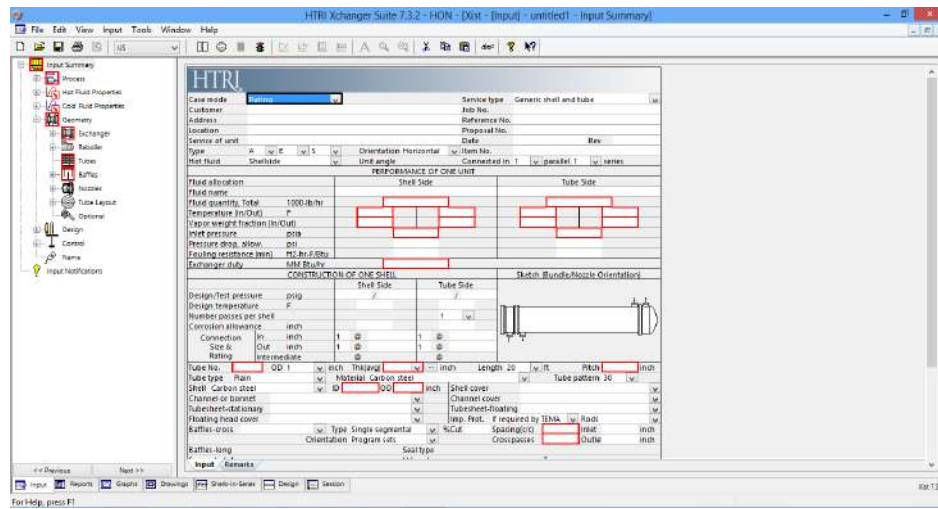 HTRI Xchanger Suite 7.3.2 - HON - [Xist - [Input] - untitled1 - Input Summary]
File Edit View Input Tools Window Help
US
Input Summary
Process
Hot Fluid Properties
Cold Fluid Properties
Geometry
Exchanger
Reboiler
Tubes
Baffles
Nozzles
Tube Layout
Optional
Design
Control
Name
Input Notifications
<< Previous Next >>
HTRI
Case mode Rating Service type Generic shell and tube
Customer Job No.
Address Reference No.
Location Proposal No.
Service of unit Date Rev
Type A E S Orientation Horizontal Item No.
Hot fluid Shellside Unit angle Connected in 1 parallel 1 series
PERFORMANCE OF ONE UNIT
Fluid allocation Shell Side Tube Side
Fluid name
Fluid quantity, Total 1000-lb/hr
Temperature (In/Out) F
Vapor weight fraction (In/Out)
Inlet pressure psia
Pressure drop, allow. psi
Fouling resistance (min) ft2-hr-F/Btu
Exchanger duty MM Btu/hr
CONSTRUCTION OF ONE SHELL Sketch (Bundle/Nozzle Orientation)
Shell Side Tube Side
Design/Test pressure psig / /
Design temperature F
Number passes per shell 1
Corrosion allowance inch
Connection In inch 1 @ 1 @
Size & Out inch 1 @ 1 @
Rating Intermediate @ @
Tube No. OD 1 inch Thk(avg) inch Length 20 ft Pitch inch
Tube type Plain Material Carbon steel Tube pattern 30
Shell Carbon steel ID OD inch Shell cover
Channel or bonnet Channel cover
Tubesheet-stationary Tubesheet-floating
Floating head cover Imp. Prot. If required by TEMA Rods
Baffles-cross Type Single segmental %Cut Spacing(c/c) Inlet inch
Orientation Program sets Crosspasses Outle inch
Baffles-long Seal type
Input Remarks
Input Reports Graphs Drawings Shells-in-Series Design Session
For Help, press F1